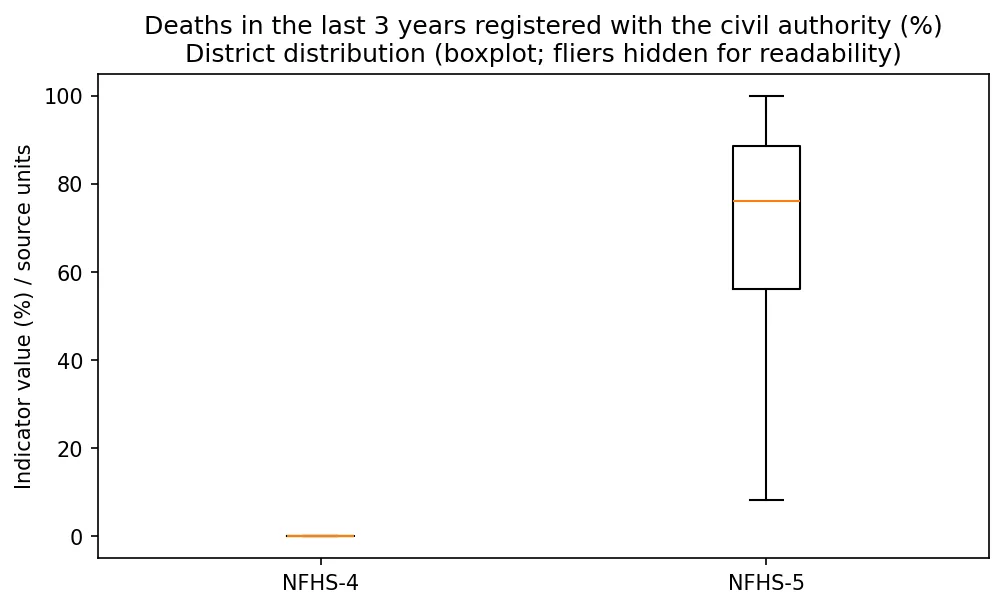 Deaths in the last 3 years registered with the civil authority (%)
District distribution (boxplot; fliers hidden for readability)
Indicator value (%) / source units
100
80
60
40
20
0
NFHS-4
NFHS-5